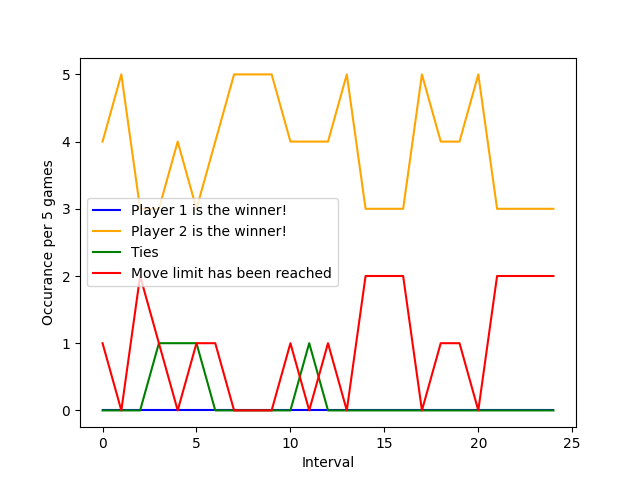 5
4
3
2
1
0
Occurance per 5 games
Player 1 is the winner!
Player 2 is the winner!
Ties
Move limit has been reached
0 5 10 15 20 25
Interval